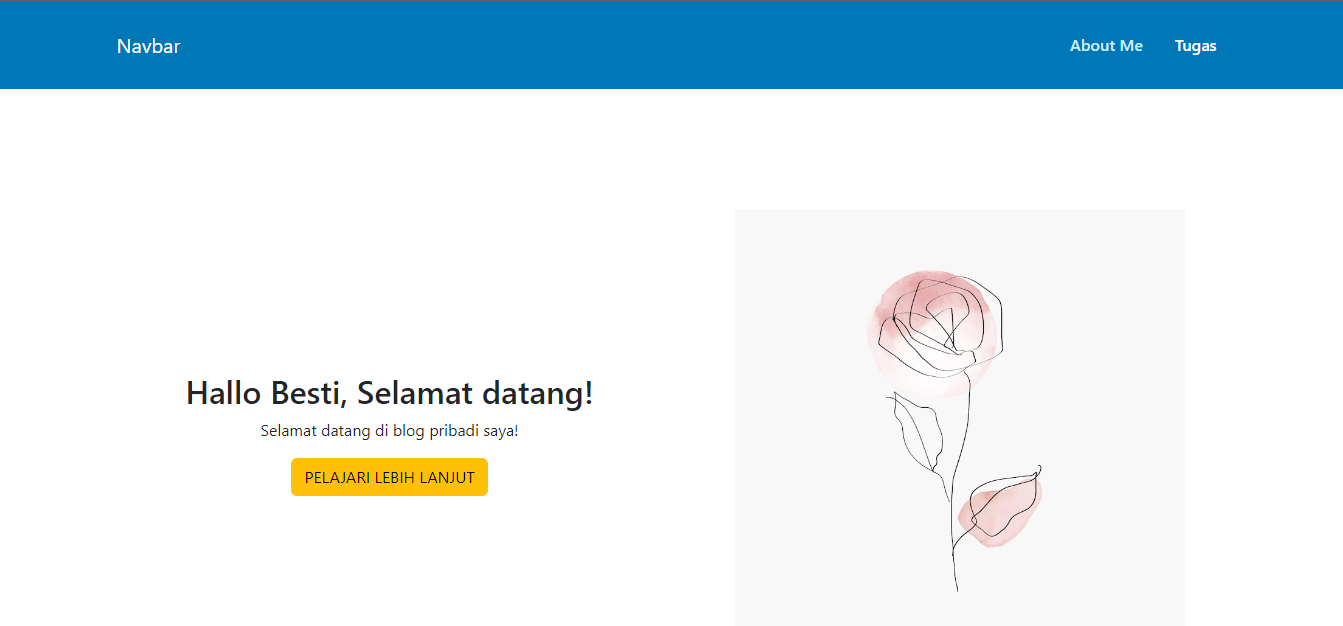 Navbar
About Me
Tugas
Hallo Besti, Selamat datang!
Selamat datang di blog pribadi saya!
PELAJARI LEBIH LANJUT